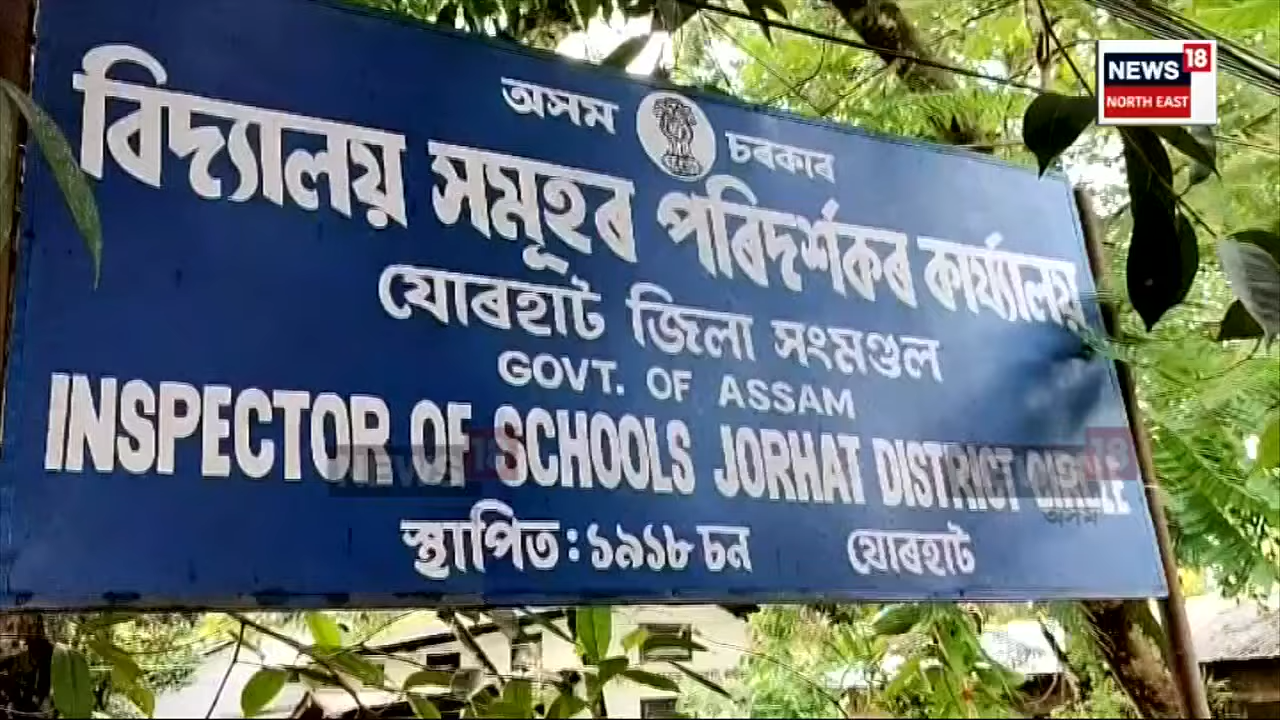 NEWS 18
NORTH EAST
অসম চৰকাৰ
বিদ্যালয় সমূহৰ পৰিদৰ্শকৰ কাৰ্য্যালয়
যোৰহাট জিলা সংমণ্ডল
GOVT. OF ASSAM
INSPECTOR OF SCHOOLS JORHAT DISTRICT CIRCLE
স্থাপিত : ১৯১৮ চন যোৰহাট